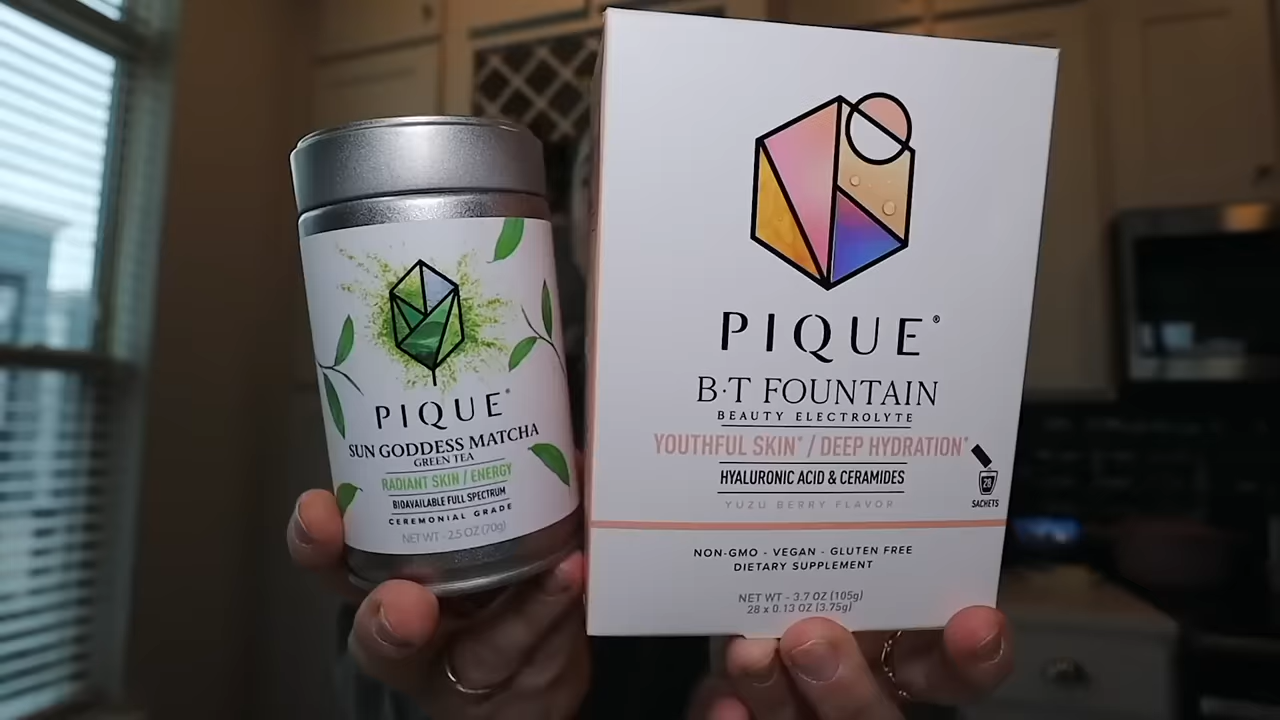 PIQUE®
SUN GODDESS MATCHA
GREEN TEA
RADIANT SKIN / ENERGY
BIOAVAILABLE FULL SPECTRUM
CEREMONIAL GRADE
NET WT - 2.5 OZ (70g)
PIQUE®
B·T FOUNTAIN
BEAUTY ELECTROLYTE
YOUTHFUL SKIN* / DEEP HYDRATION*
HYALURONIC ACID & CERAMIDES
YUZU BERRY FLAVOR
28
SACHETS
NON-GMO - VEGAN - GLUTEN FREE
DIETARY SUPPLEMENT
NET WT - 3.7 OZ (105g)
28 x 0.13 OZ (3.75g)